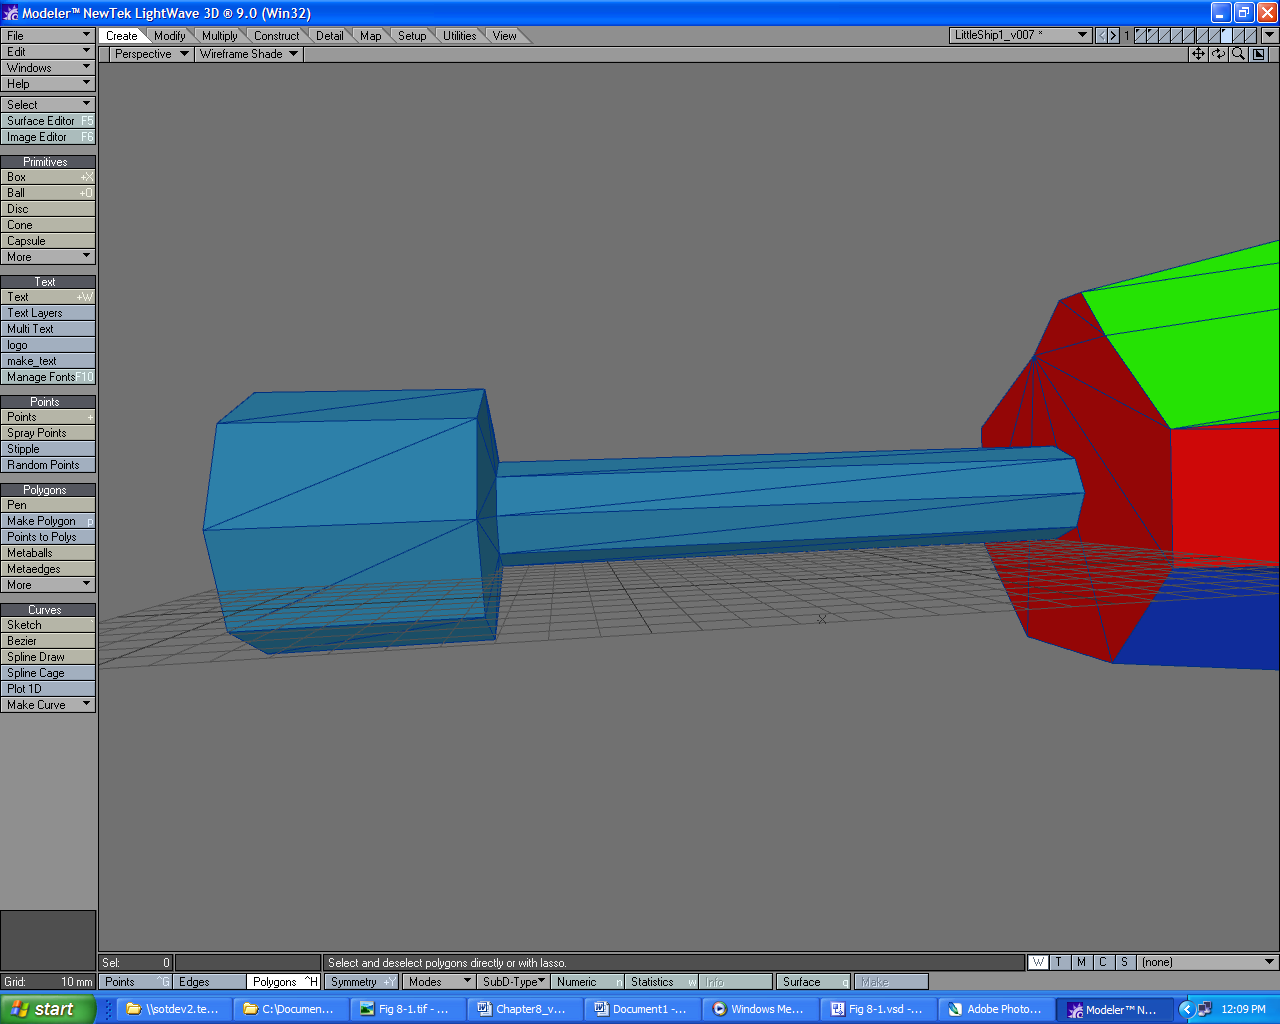 Modeler™ NewTek LightWave 3D ® 9.0 (Win32)
File
Edit
Windows
Help
Create Modify Multiply Construct Detail Map Setup Utilities View
LittleShip1_v007 *
1
Perspective
Wireframe Shade
Select
Surface Editor F5
Image Editor F6
Primitives
Box +X
Ball +O
Disc
Cone
Capsule
More
Text
Text +W
Text Layers
Multi Text
logo
make_text
Manage Fonts F10
Points
Points +
Spray Points
Stipple
Random Points
Polygons
Pen
Make Polygon p
Points to Polys
Metaballs
Metaedges
More
Curves
Sketch
Bezier
Spline Draw
Spline Cage
Plot 1D
Make Curve
Sel: 0
Select and deselect polygons directly or with lasso.
W T M C S (none)
Grid: 10 mm
Points ^G Edges Polygons ^H Symmetry +Y Modes SubD-Type Numeric n Statistics w Info Surface q Make
start
\\sotdev2.te...
C:\Documen...
Fig 8-1.tif - ...
Chapter8_v...
Document1 -...
Windows Me...
Fig 8-1.vsd -...
Adobe Photo...
Modeler™ N...
12:09 PM